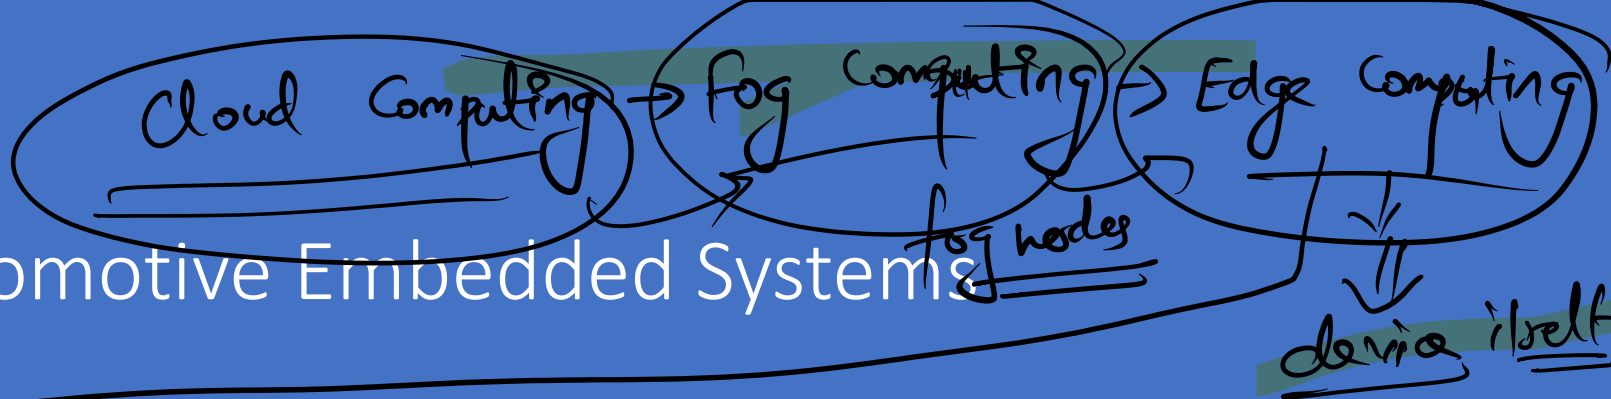 Cloud Computing → Fog Computing → Edge Computing
fog nodes
omotive Embedded Systems
device itself